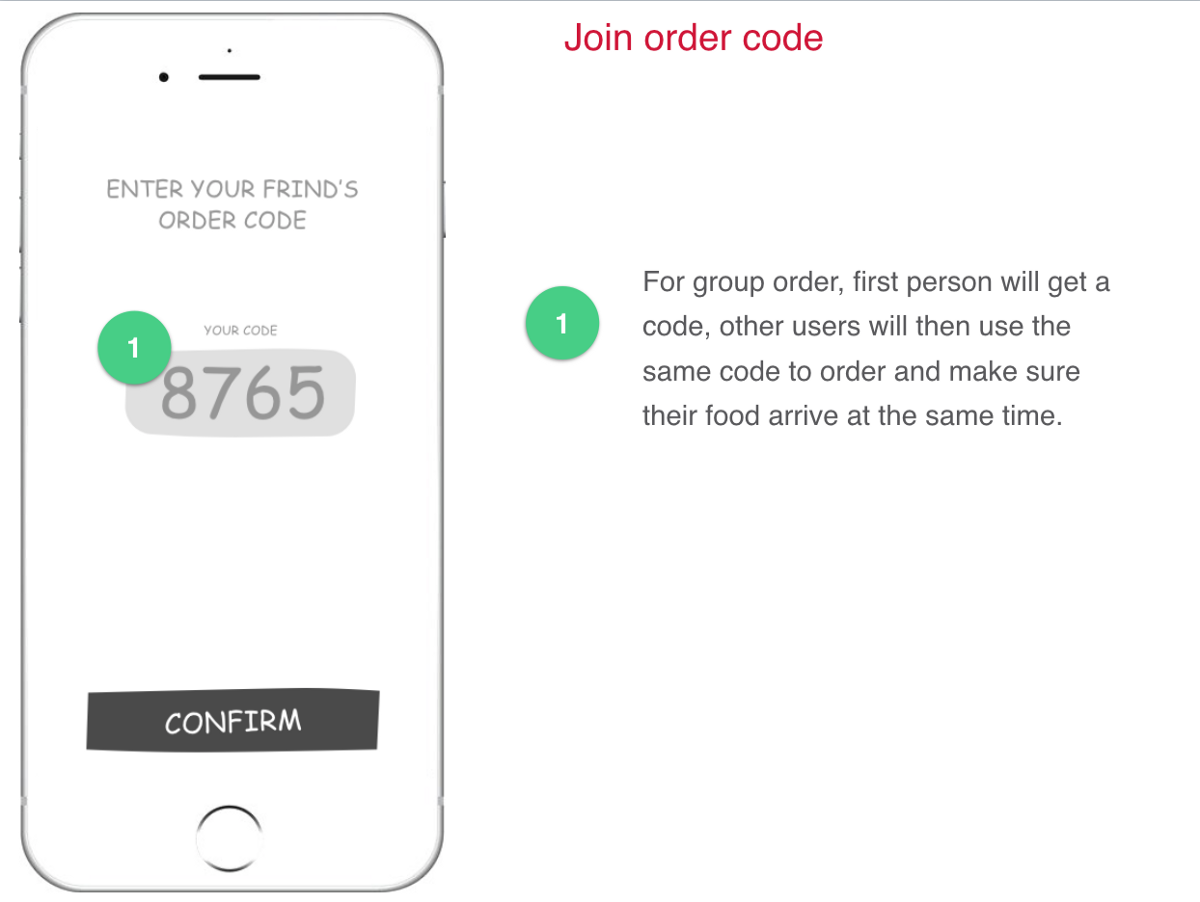 Join order code
ENTER YOUR FRIND'S
ORDER CODE
YOUR CODE
1
8765
CONFIRM
1
For group order, first person will get a
code, other users will then use the
same code to order and make sure
their food arrive at the same time.